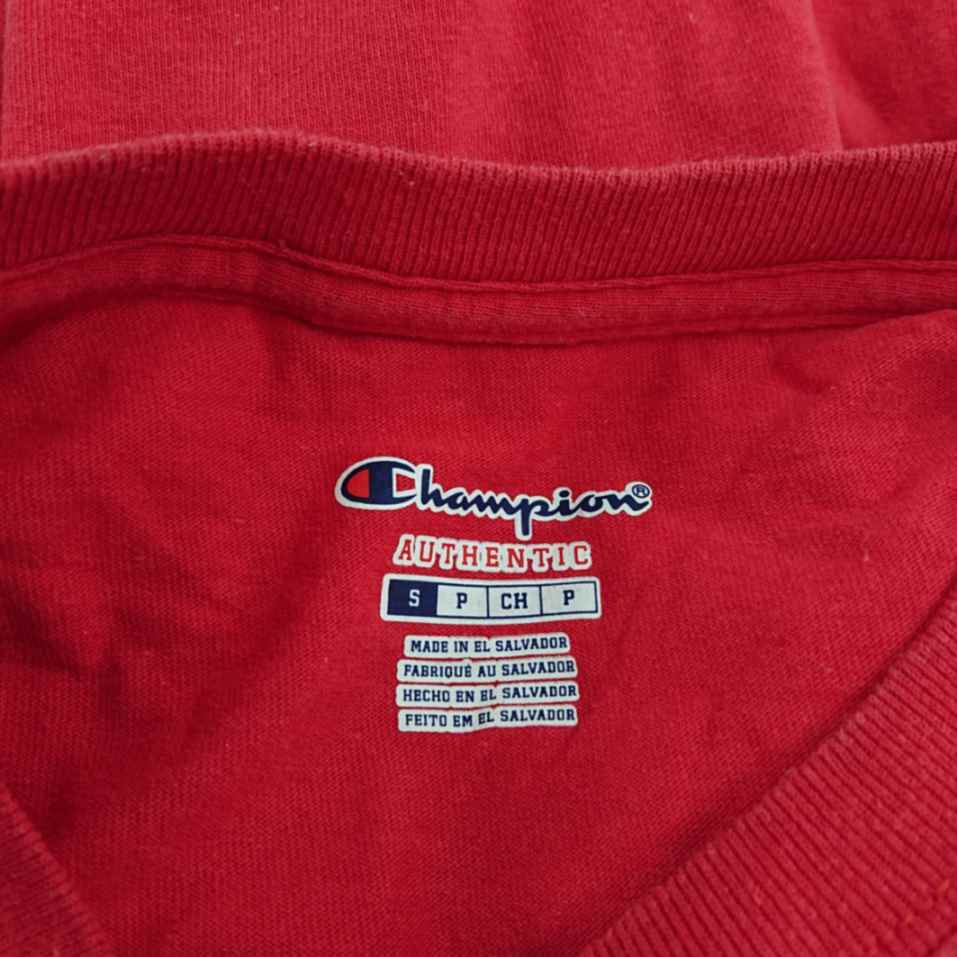 Champion®
AUTHENTIC
S P CH P
MADE IN EL SALVADOR
FABRIQUÉ AU SALVADOR
HECHO EN EL SALVADOR
FEITO EM EL SALVADOR